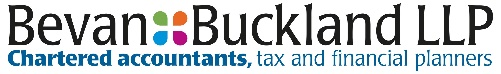 Bevan Buckland LLP
Chartered accountants, tax and financial planners